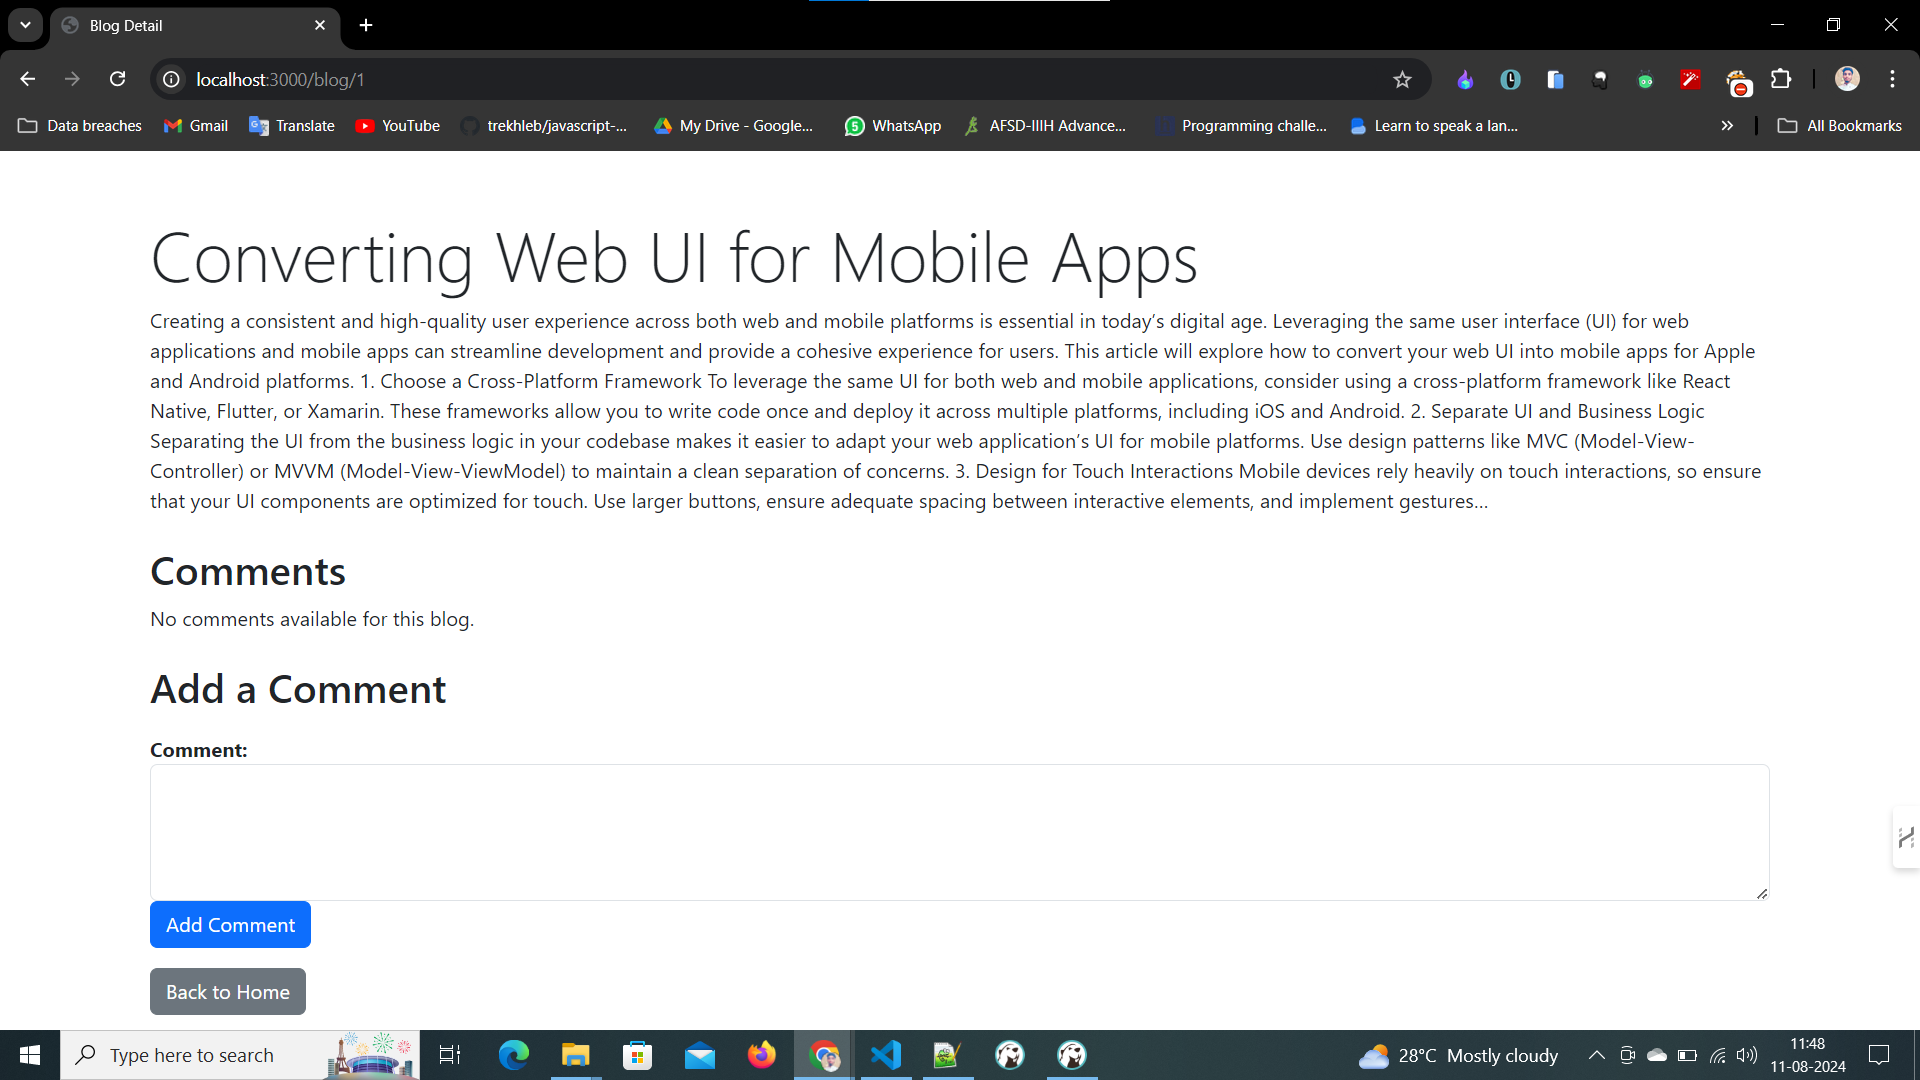 Blog Detail
localhost:3000/blog/1
Data breaches
Gmail
Translate
YouTube
trekhleb/javascript-...
My Drive - Google...
WhatsApp
AFSD-IIIH Advance...
Programming challe...
Learn to speak a lan...
All Bookmarks
Converting Web UI for Mobile Apps
Creating a consistent and high-quality user experience across both web and mobile platforms is essential in today’s digital age. Leveraging the same user interface (UI) for web
applications and mobile apps can streamline development and provide a cohesive experience for users. This article will explore how to convert your web UI into mobile apps for Apple
and Android platforms. 1. Choose a Cross-Platform Framework To leverage the same UI for both web and mobile applications, consider using a cross-platform framework like React
Native, Flutter, or Xamarin. These frameworks allow you to write code once and deploy it across multiple platforms, including iOS and Android. 2. Separate UI and Business Logic
Separating the UI from the business logic in your codebase makes it easier to adapt your web application’s UI for mobile platforms. Use design patterns like MVC (Model-View-
Controller) or MVVM (Model-View-ViewModel) to maintain a clean separation of concerns. 3. Design for Touch Interactions Mobile devices rely heavily on touch interactions, so ensure
that your UI components are optimized for touch. Use larger buttons, ensure adequate spacing between interactive elements, and implement gestures...
Comments
No comments available for this blog.
Add a Comment
Comment:
Add Comment
Back to Home
Type here to search
28°C Mostly cloudy
11:48
11-08-2024